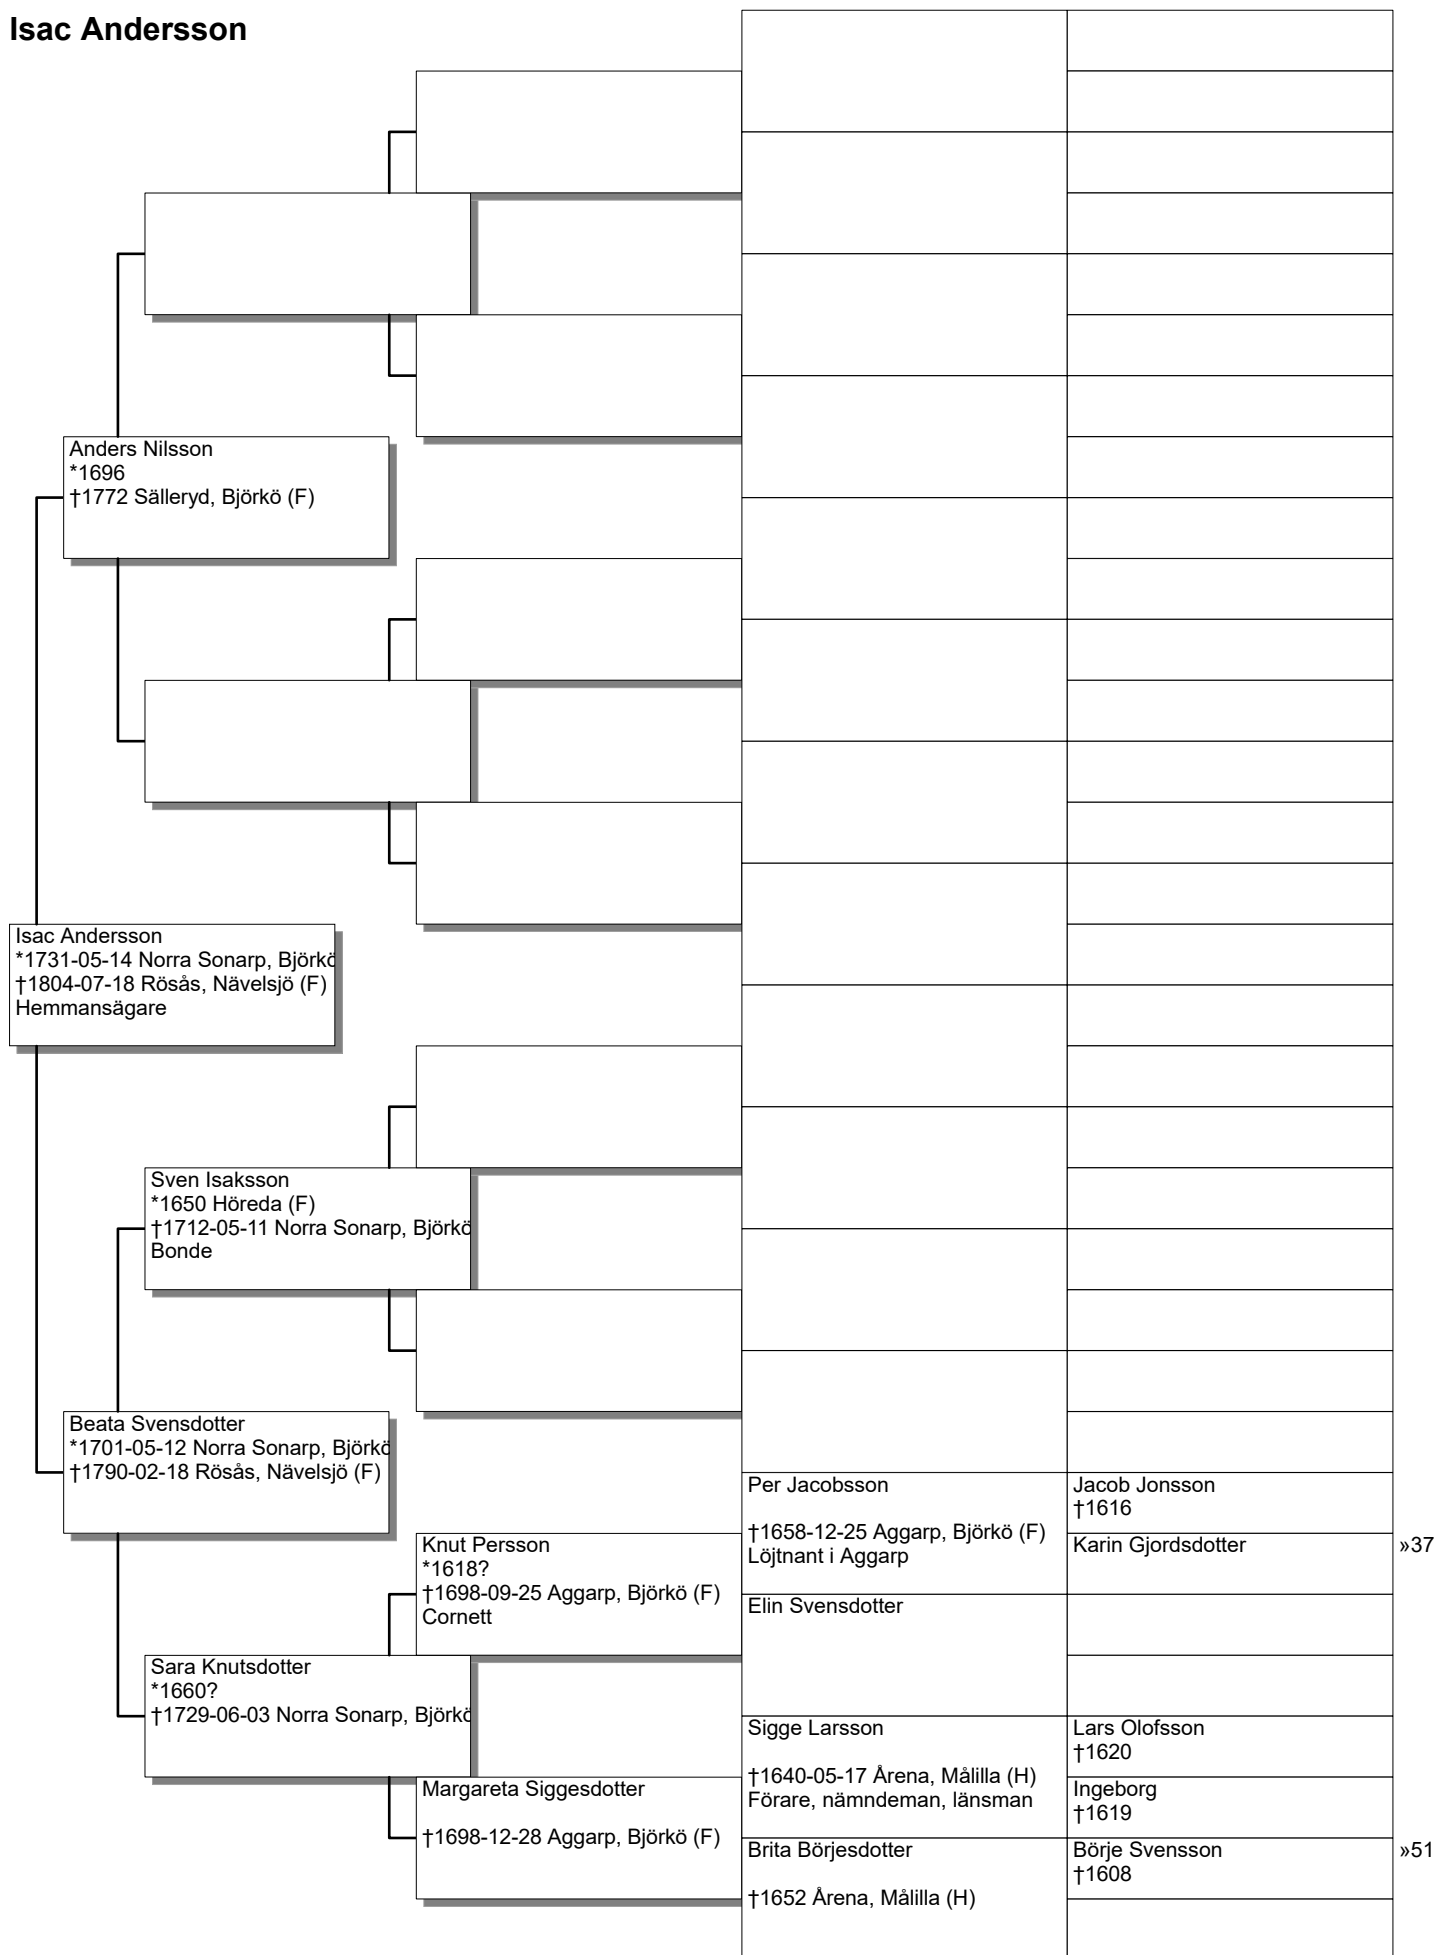 Isac Andersson
Anders Nilsson
*1696
†1772 Sälleryd, Björkö (F)
Isac Andersson
*1731-05-14 Norra Sonarp, Björkö
†1804-07-18 Rösås, Nävelsjö (F)
Hemmansägare
Sven Isaksson
*1650 Höreda (F)
†1712-05-11 Norra Sonarp, Björkö
Bonde
Beata Svensdotter
*1701-05-12 Norra Sonarp, Björkö
†1790-02-18 Rösås, Nävelsjö (F)
Per Jacobsson
†1658-12-25 Aggarp, Björkö (F)
Löjtnant i Aggarp
Jacob Jonsson
†1616
Karin Gjordsdotter
»37
Knut Persson
*1618?
†1698-09-25 Aggarp, Björkö (F)
Cornett
Elin Svensdotter
Sara Knutsdotter
*1660?
†1729-06-03 Norra Sonarp, Björkö
Sigge Larsson
†1640-05-17 Årena, Målilla (H)
Förare, nämndeman, länsman
Lars Olofsson
†1620
Ingeborg
†1619
Margareta Siggesdotter
†1698-12-28 Aggarp, Björkö (F)
Brita Börjesdotter
†1652 Årena, Målilla (H)
Börje Svensson
†1608
»51